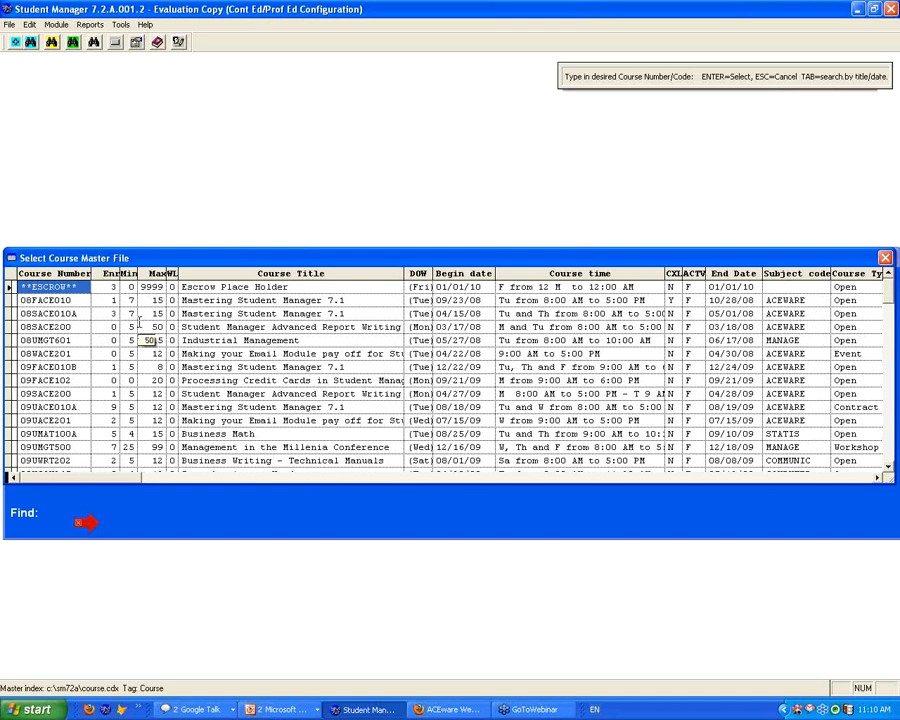 Student Manager 7.2.A.001.2 - Evaluation Copy (Cont Ed/Prof Ed Configuration)
File Edit Module Reports Tools Help
Type in desired Course Number/Code: ENTER=Select, ESC=Cancel TAB=search by title/date.
Select Course Master File
Course Number Enr Min Max WL Course Title DOW Begin date Course time CXL ACTV End Date Subject code Course Ty
**ESCROW** 3 0 9999 0 Escrow Place Holder (Fri) 01/01/10 F from 12 M to 12:00 AM N F 01/01/10 Open
08FACE010 1 7 15 0 Mastering Student Manager 7.1 (Tue) 09/23/08 Tu from 8:00 AM to 5:00 PM Y F 10/28/08 ACEWARE Open
08SACE010A 3 7 15 0 Mastering Student Manager 7.1 (Tue) 04/15/08 Tu and Th from 8:00 AM to 5:00 N F 05/01/08 ACEWARE Open
08SACE200 0 5 50 0 Student Manager Advanced Report Writing (Mon) 03/17/08 M and Tu from 8:00 AM to 5:00 N F 03/18/08 ACEWARE Open
08UMGT601 0 5 50 5 0 Industrial Management (Tue) 05/27/08 Tu from 8:00 AM to 10:00 AM N F 06/17/08 MANAGE Open
08WACE201 0 5 12 0 Making your Email Module pay off for St (Tue) 04/22/08 9:00 AM to 5:00 PM N F 04/30/08 ACEWARE Event
09FACE010B 1 5 8 0 Mastering Student Manager 7.1 (Tue) 12/22/09 Tu, Th and F from 9:00 AM to N F 12/24/09 ACEWARE Open
09FACE102 0 0 20 0 Processing Credit Cards in Student Mana (Mon) 09/21/09 M from 9:00 AM to 6:00 PM N F 09/21/09 ACEWARE Open
09SACE200 1 5 12 0 Student Manager Advanced Report Writing (Mon) 04/27/09 M 8:00 AM to 5:00 PM - T 9 A N F 04/28/09 ACEWARE Open
09UACE010A 9 5 12 0 Mastering Student Manager 7.1 (Tue) 08/18/09 Tu and W from 8:00 AM to 5:00 N F 08/19/09 ACEWARE Contract
09UACE201 2 5 12 0 Making your Email Module pay off for St (Wed) 07/15/09 W from 8:00 AM to 5:00 PM N F 07/15/09 ACEWARE Open
09UMAT100A 5 4 15 0 Business Math (Tue) 08/25/09 Tu and Th from 9:00 AM to 10: N F 09/10/09 STATIS Open
09UMGT500 7 25 99 0 Management in the Millenia Conference (Wed) 12/16/09 W, Th and F from 8:00 AM to 5: N F 12/18/09 MANAGE Workshop
09UWRT202 2 5 12 0 Business Writing - Technical Manuals (Sat) 08/01/09 Sa from 8:00 AM to 5:00 PM N F 08/08/09 COMMUNIC Open
Find:
Master index: c:\sm72a\course.cdx Tag: Course
NUM
start 2 Google Talk 2 Microsoft ... Student Man... ACEware We... GoToWebinar EN 11:10 AM